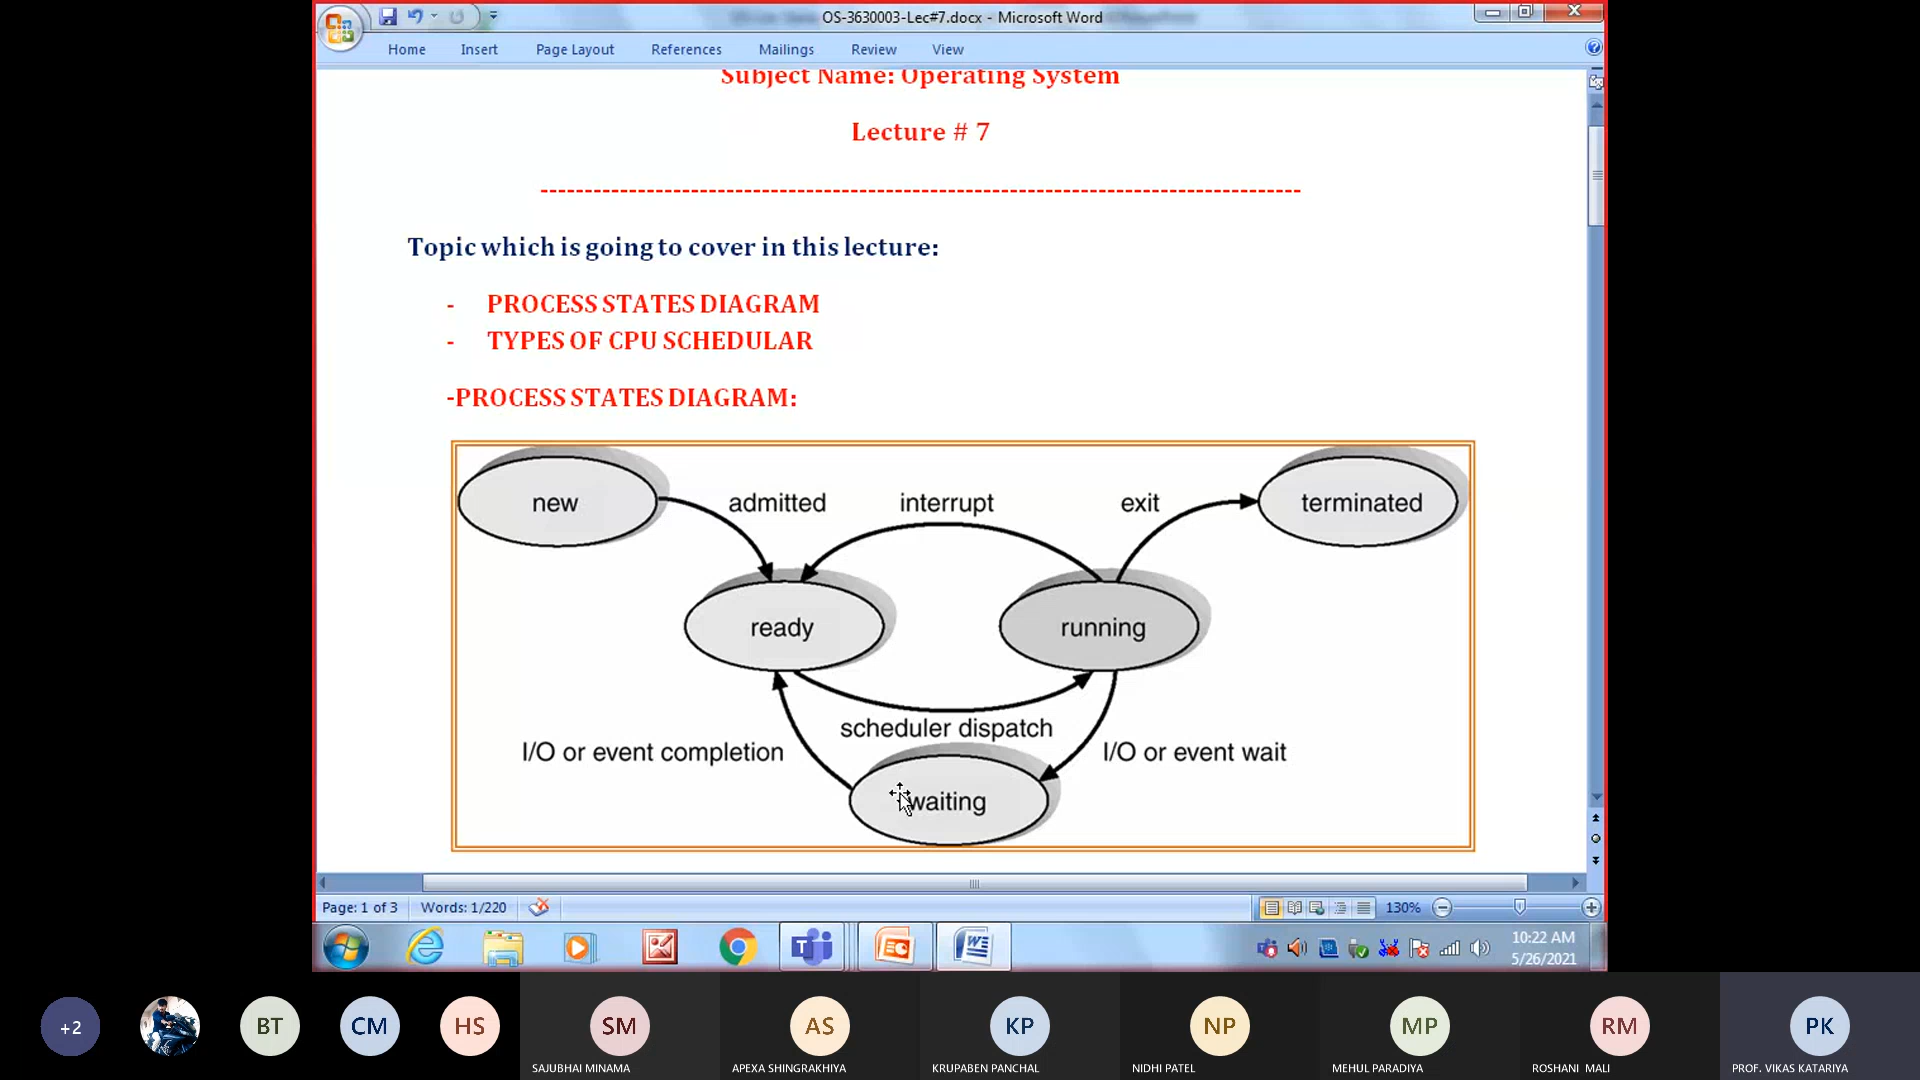 OS-3630003-Lec#7.docx - Microsoft Word
Home Insert Page Layout References Mailings Review View
Subject Name: Operating System
Lecture # 7
--------------------------------------------------------------------------------------
Topic which is going to cover in this lecture:
- PROCESS STATES DIAGRAM
- TYPES OF CPU SCHEDULAR
-PROCESS STATES DIAGRAM:
new admitted interrupt exit terminated
ready running
scheduler dispatch
I/O or event completion I/O or event wait
waiting
Page: 1 of 3 Words: 1/220 130%
10:22 AM
5/26/2021
+2 BT CM HS SM AS KP NP MP RM PK
SAJUBHAI MINAMA APEXA SHINGRAKHIYA KRUPABEN PANCHAL NIDHI PATEL MEHUL PARADIYA ROSHANI MALI PROF. VIKAS KATARIYA